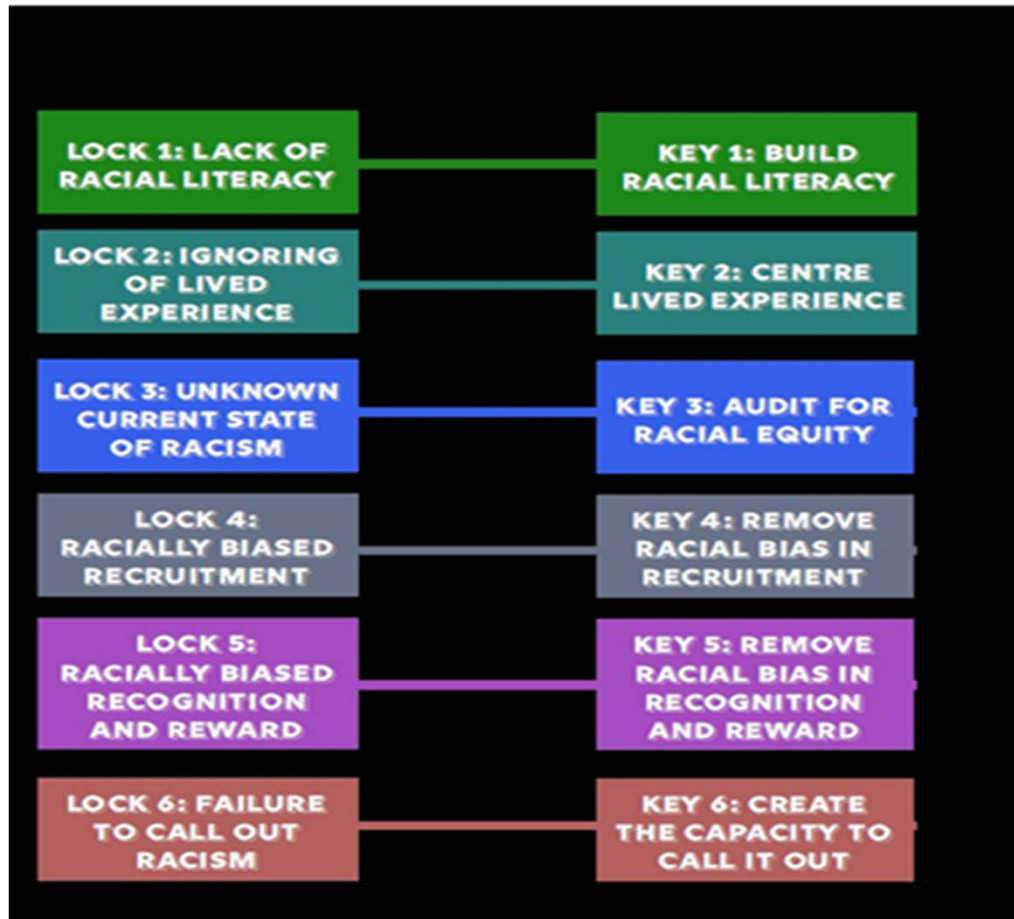 LOCK 1: LACK OF
RACIAL LITERACY
KEY 1: BUILD
RACIAL LITERACY
LOCK 2: IGNORING
OF LIVED
EXPERIENCE
KEY 2: CENTRE
LIVED EXPERIENCE
LOCK 3: UNKNOWN
CURRENT STATE
OF RACISM
KEY 3: AUDIT FOR
RACIAL EQUITY
LOCK 4:
RACIALLY BIASED
RECRUITMENT
KEY 4: REMOVE
RACIAL BIAS IN
RECRUITMENT
LOCK 5:
RACIALLY BIASED
RECOGNITION
AND REWARD
KEY 5: REMOVE
RACIAL BIAS IN
RECOGNITION
AND REWARD
LOCK 6: FAILURE
TO CALL OUT
RACISM
KEY 6: CREATE
THE CAPACITY TO
CALL IT OUT